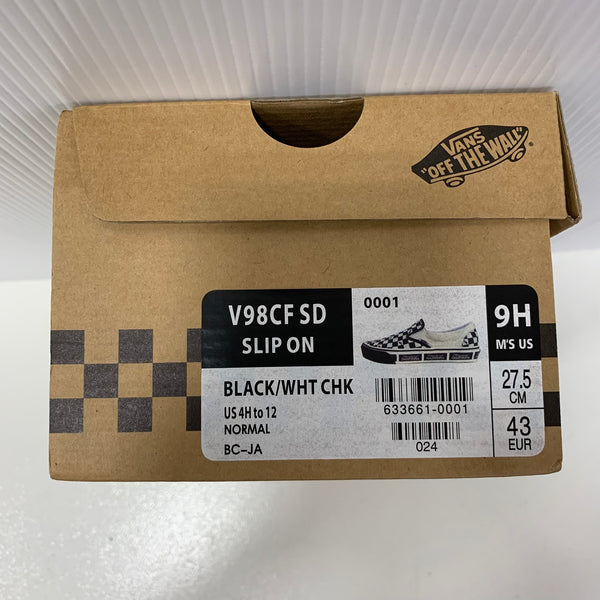 VANS
"OFF THE WALL"
V98CF SD
SLIP ON
0001
9H
M'S US
BLACK/WHT CHK
US 4H to 12
NORMAL
BC–JA
633661-0001
024
27.5
CM
43
EUR